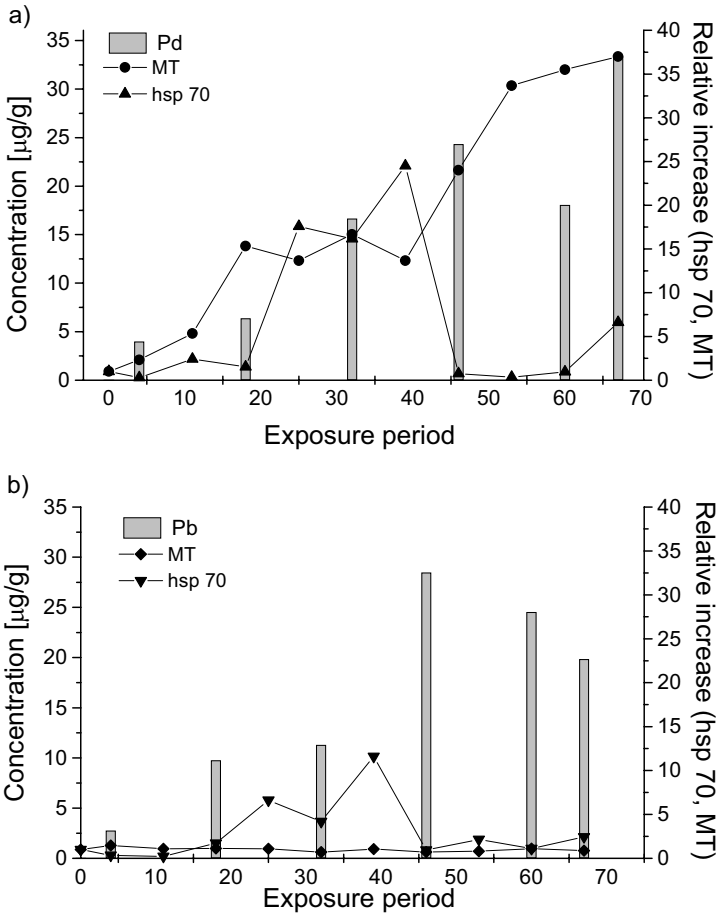 a)
Pd
MT
hsp 70
Concentration [µg/g]
35
30
25
20
15
10
5
0
40
35
30
25
20
15
10
5
0
Relative increase (hsp 70, MT)
0 10 20 30 40 50 60 70
Exposure period
b)
Pb
MT
hsp 70
Concentration [µg/g]
35
30
25
20
15
10
5
0
40
35
30
25
20
15
10
5
0
Relative increase (hsp 70, MT)
0 10 20 30 40 50 60 70
Exposure period